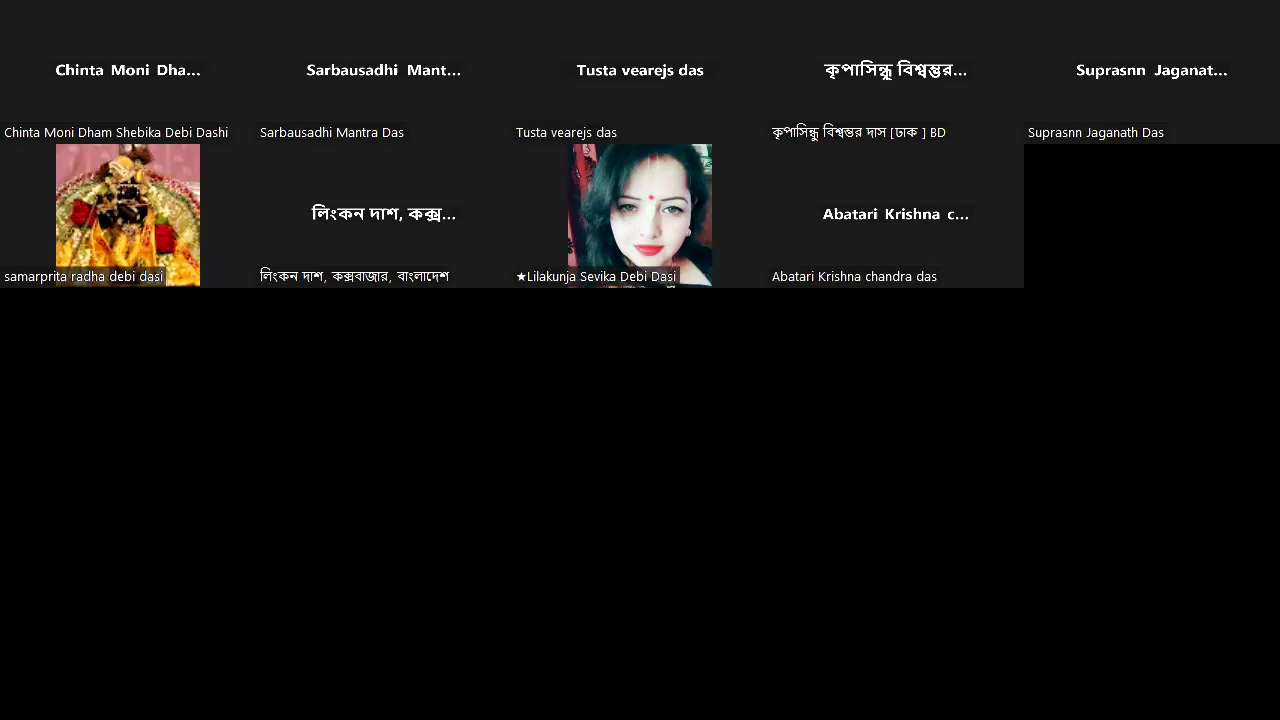 Chinta Moni Dha...
Sarbausadhi Mant...
Tusta vearejs das
কৃপাসিন্ধু বিশ্বম্ভর...
Suprasnn Jaganat...
Chinta Moni Dham Shebika Debi Dashi
Sarbausadhi Mantra Das
Tusta vearejs das
কৃপাসিন্ধু বিশ্বম্ভর দাস [ঢাক ] BD
Suprasnn Jaganath Das
লিংকন দাশ, কক্স...
Abatari Krishna c...
samarprita radha debi dasi
লিংকন দাশ, কক্সবাজার, বাংলাদেশ
★Lilakunja Sevika Debi Dasi
Abatari Krishna chandra das